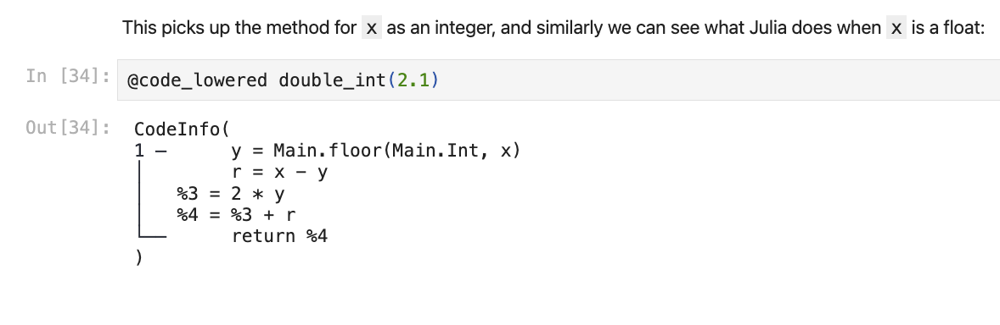 This picks up the method for x as an integer, and similarly we can see what Julia does when x is a float:
In [34]: @code_lowered double_int(2.1)
Out[34]: CodeInfo(
1 ─      y = Main.floor(Main.Int, x)
│        r = x - y
│   %3 = 2 * y
│   %4 = %3 + r
└──      return %4
)